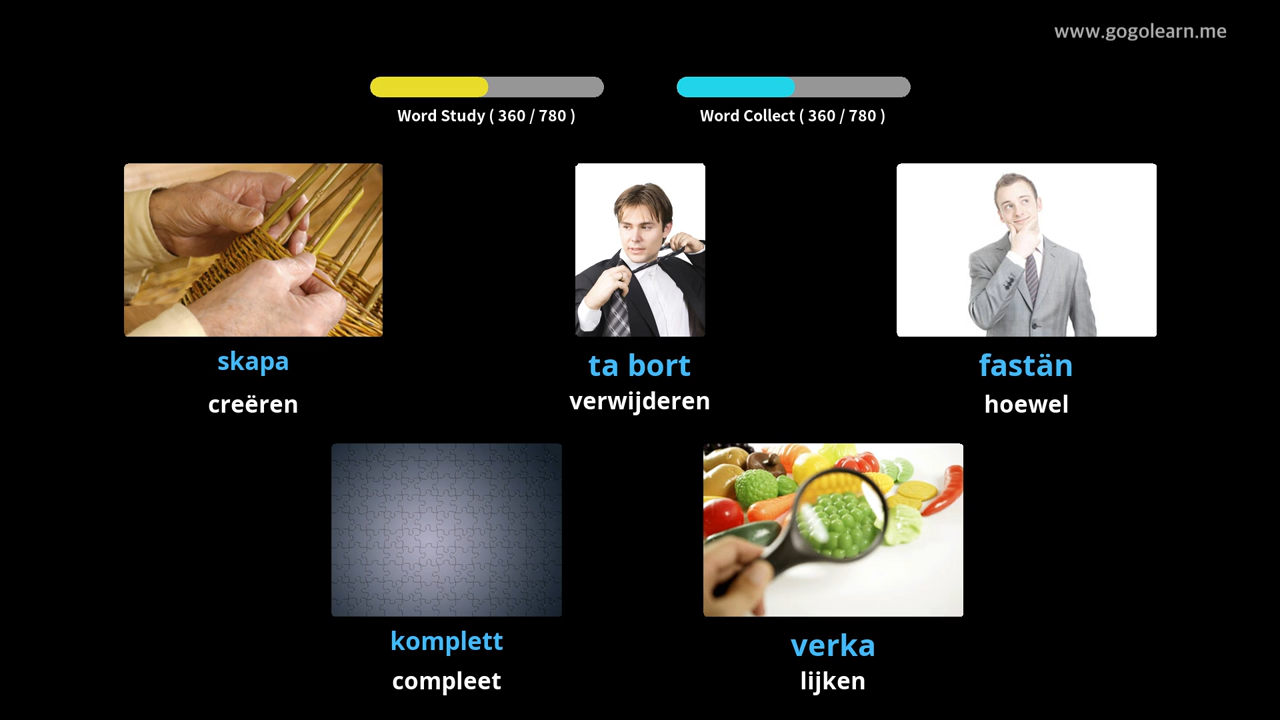 www.gogolearn.me
Word Study ( 360 / 780 )
Word Collect ( 360 / 780 )
skapa
creëren
ta bort
verwijderen
fastän
hoewel
komplett
compleet
verka
lijken